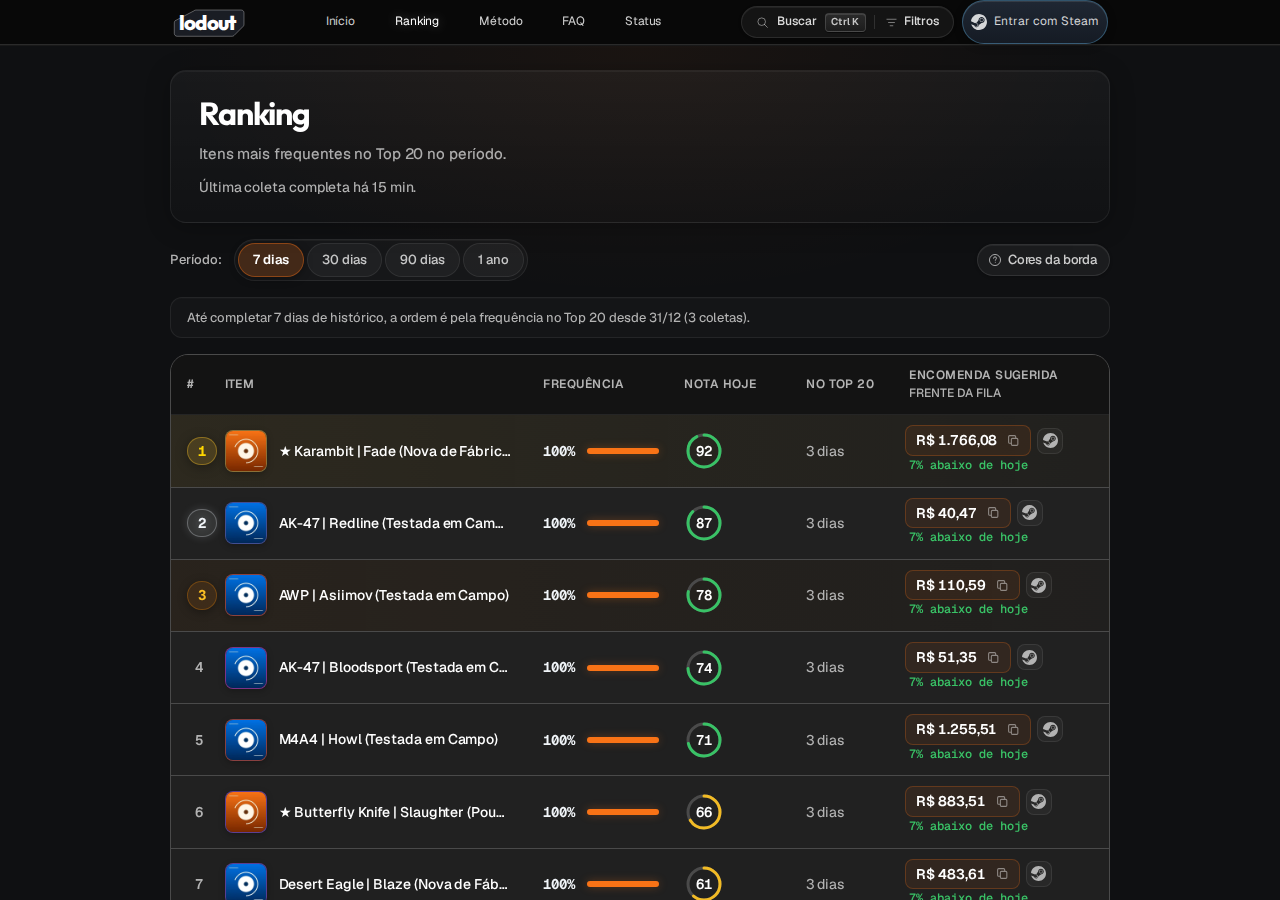 lodout
Início
Ranking
Método
FAQ
Status
Buscar Ctrl K
Filtros
Entrar com Steam
Ranking
Itens mais frequentes no Top 20 no período.
Última coleta completa há 15 min.
Período: 7 dias 30 dias 90 dias 1 ano
Cores da borda
Até completar 7 dias de histórico, a ordem é pela frequência no Top 20 desde 31/12 (3 coletas).
# ITEM FREQUÊNCIA NOTA HOJE NO TOP 20 ENCOMENDA SUGERIDA
FRENTE DA FILA
1 ★ Karambit | Fade (Nova de Fábric... 100% 92 3 dias R$ 1.766,08
7% abaixo de hoje
2 AK-47 | Redline (Testada em Cam... 100% 87 3 dias R$ 40,47
7% abaixo de hoje
3 AWP | Asiimov (Testada em Campo) 100% 78 3 dias R$ 110,59
7% abaixo de hoje
4 AK-47 | Bloodsport (Testada em C... 100% 74 3 dias R$ 51,35
7% abaixo de hoje
5 M4A4 | Howl (Testada em Campo) 100% 71 3 dias R$ 1.255,51
7% abaixo de hoje
6 ★ Butterfly Knife | Slaughter (Pou... 100% 66 3 dias R$ 883,51
7% abaixo de hoje
7 Desert Eagle | Blaze (Nova de Fáb... 100% 61 3 dias R$ 483,61
7% abaixo de hoje